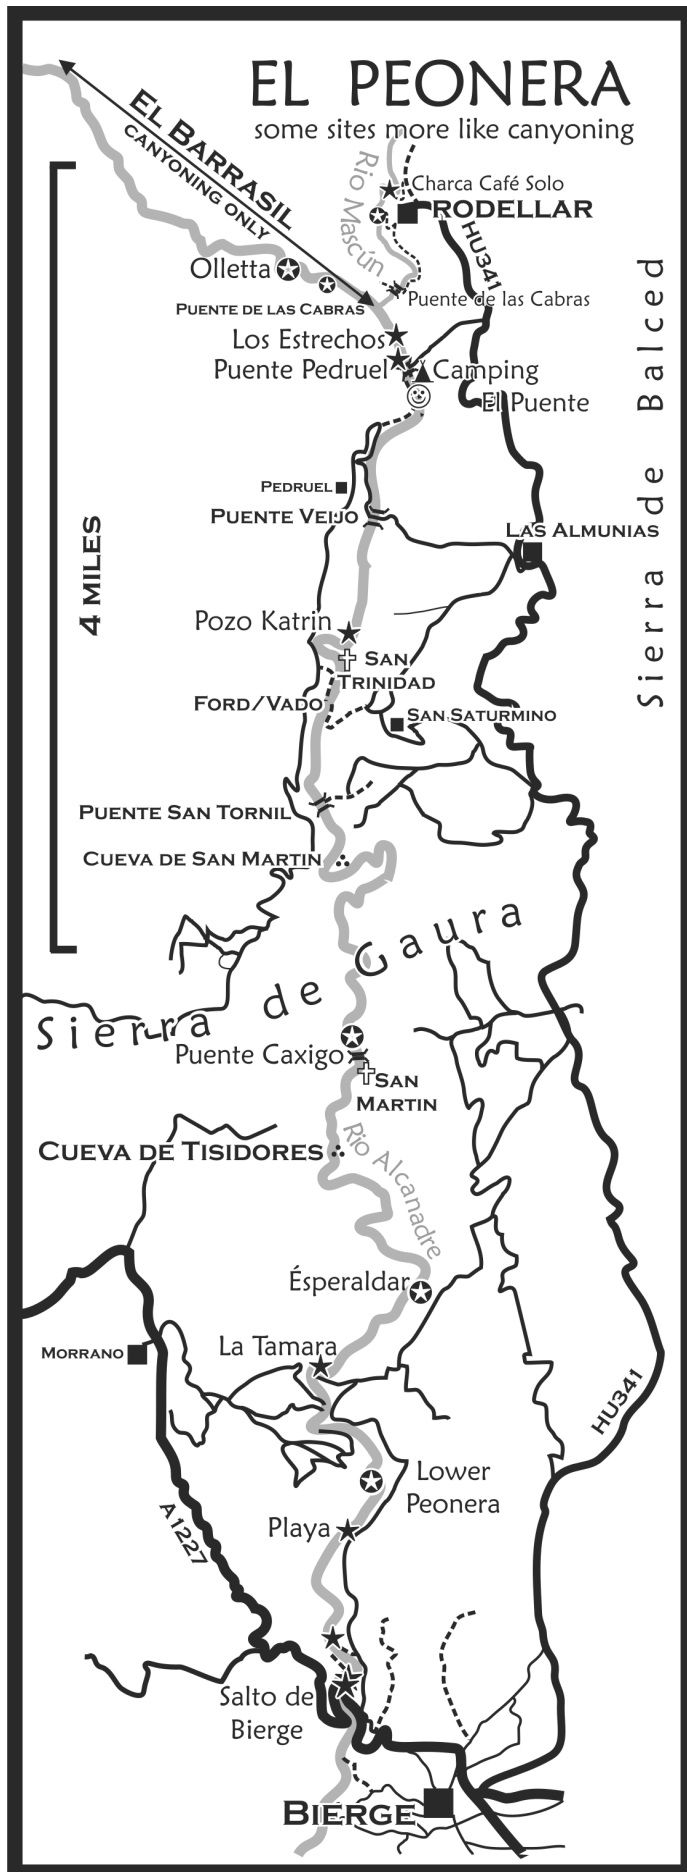 EL PEONERA
some sites more like canyoning
EL BARRASIL
CANYONING ONLY
Rio Mascún
Charca Café Solo
RODELLAR
HU341
Olletta
PUENTE DE LAS CABRAS
Puente de las Cabras
Los Estrechos
Puente Pedruel
Camping
El Puente
Sierra de Balced
PEDRUEL
PUENTE VEIJO
LAS ALMUNIAS
4 MILES
Pozo Katrin
SAN
TRINIDAD
FORD/VADO
SAN SATURMINO
PUENTE SAN TORNIL
CUEVA DE SAN MARTIN
Sierra de Gaura
Puente Caxigo
SAN
MARTIN
CUEVA DE TISIDORES
Rio Alcanadre
Ésperaldar
La Tamara
MORRANO
HU341
Lower
Peonera
Playa
A1227
Salto de
Bierge
BIERGE